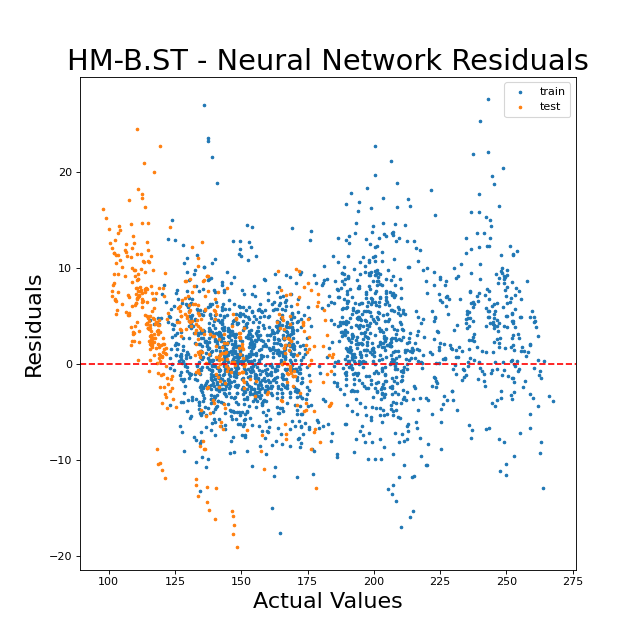 HM-B.ST - Neural Network Residuals
train
test
20
10
0
−10
−20
Residuals
100
125
150
175
200
225
250
275
Actual Values